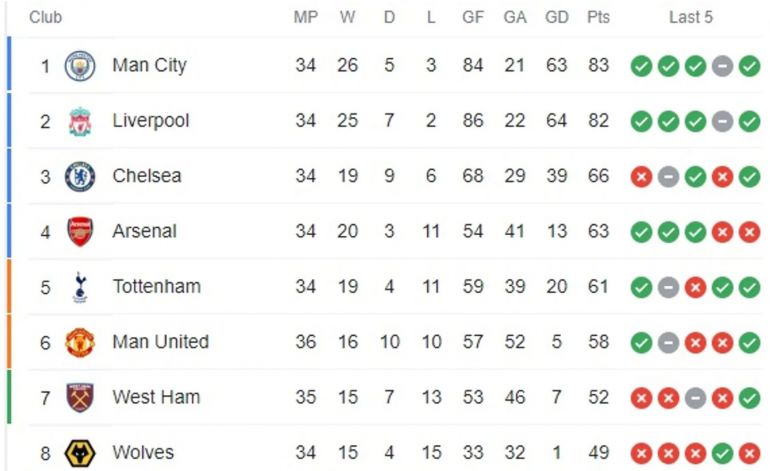 Club MP W D L GF GA GD Pts Last 5
1 Man City 34 26 5 3 84 21 63 83
2 Liverpool 34 25 7 2 86 22 64 82
3 Chelsea 34 19 9 6 68 29 39 66
4 Arsenal 34 20 3 11 54 41 13 63
5 Tottenham 34 19 4 11 59 39 20 61
6 Man United 36 16 10 10 57 52 5 58
7 West Ham 35 15 7 13 53 46 7 52
8 Wolves 34 15 4 15 33 32 1 49